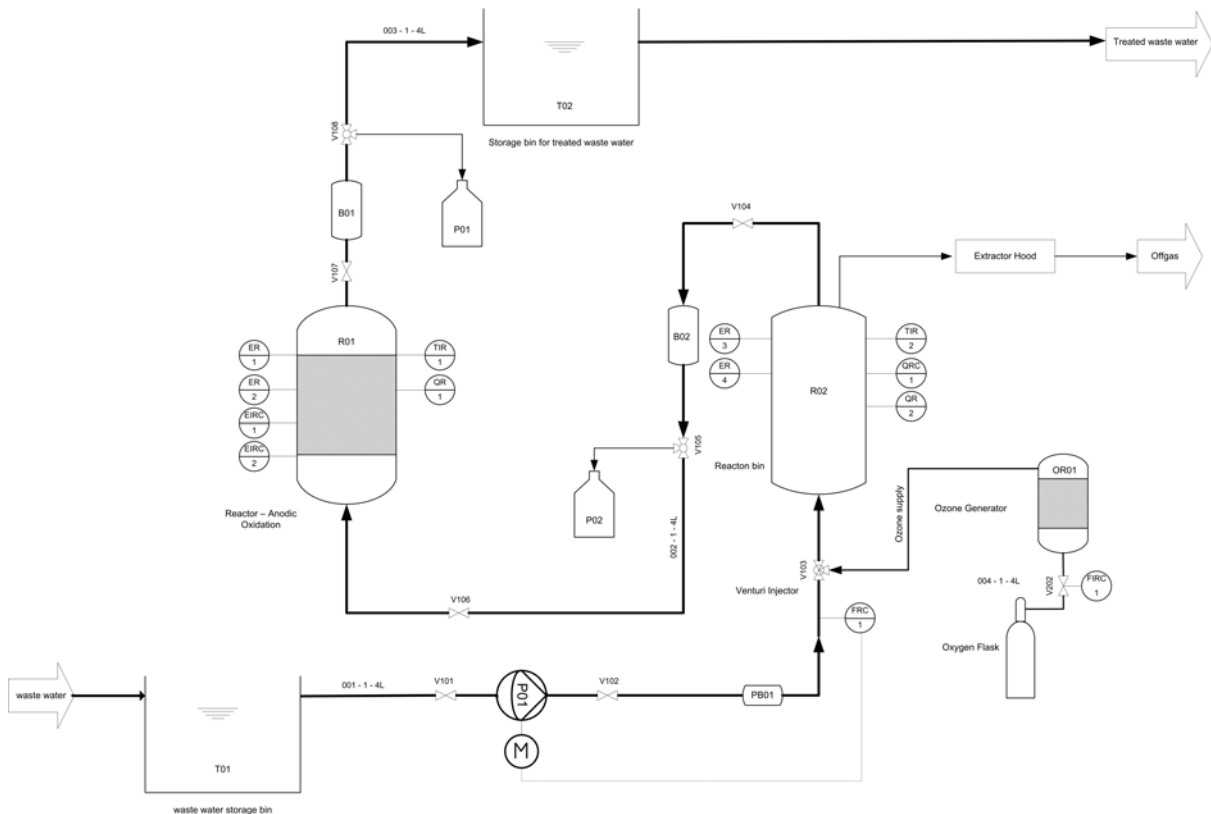 003 - 1 - 4L
Treated waste water
T02
V108
Storage bin for treated waste water
B01
P01
V107
V104
Extractor Hood
Offgas
R01
ER
1
ER
2
EIRC
1
EIRC
2
TIR
1
QR
1
Reactor – Anodic
Oxidation
B02
ER
3
ER
4
R02
TIR
2
QRC
1
QR
2
V105
P02
002 - 1 - 4L
Reacton bin
Ozone supply
OR01
Ozone Generator
V103
Venturi Injector
004 - 1 - 4L
V202
FIRC
1
Oxygen Flask
V106
FRC
1
waste water
001 - 1 - 4L
V101
P01
M
V102
PB01
T01
waste water storage bin